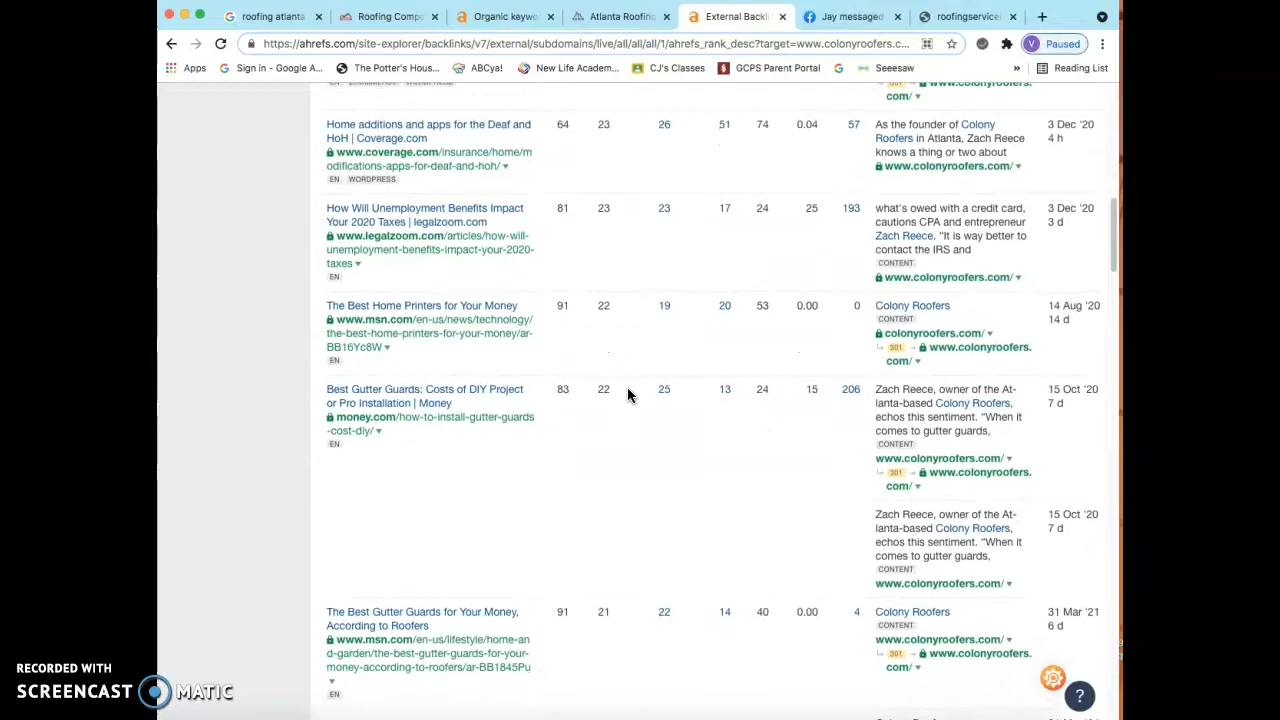 roofing atlanta
Roofing Compa
Organic keywo
Atlanta Roofing
External Backli
Jay messaged
roofingservice
https://ahrefs.com/site-explorer/backlinks/v7/external/subdomains/live/all/all/all/1/ahrefs_rank_desc?target=www.colonyroofers.c...
V Paused
Apps
Sign in - Google A...
The Potter's Hous...
ABCya!
New Life Academ...
CJ's Classes
GCPS Parent Portal
Seeesaw
»
Reading List
301 www.colonyroofers.
com/
Home additions and apps for the Deaf and
HoH | Coverage.com
www.coverage.com/insurance/home/m
odifications-apps-for-deaf-and-hoh/
EN WORDPRESS
64 23 26 51 74 0.04 57
As the founder of Colony
Roofers in Atlanta, Zach Reece
knows a thing or two about
www.colonyroofers.com/
3 Dec '20
4 h
How Will Unemployment Benefits Impact
Your 2020 Taxes | legalzoom.com
www.legalzoom.com/articles/how-will-
unemployment-benefits-impact-your-2020-
taxes
EN
81 23 23 17 24 25 193
what's owed with a credit card,
cautions CPA and entrepreneur
Zach Reece. "It is way better to
contact the IRS and
CONTENT
www.colonyroofers.com/
3 Dec '20
3 d
The Best Home Printers for Your Money
www.msn.com/en-us/news/technology/
the-best-home-printers-for-your-money/ar-
BB16Yc8W
EN
91 22 19 20 53 0.00 0
Colony Roofers
CONTENT
colonyroofers.com/
301 → www.colonyroofers.
com/
14 Aug '20
14 d
Best Gutter Guards: Costs of DIY Project
or Pro Installation | Money
money.com/how-to-install-gutter-guards
-cost-diy/
EN
83 22 25 13 24 15 206
Zach Reece, owner of the At-
lanta-based Colony Roofers,
echos this sentiment. "When it
comes to gutter guards,
CONTENT
www.colonyroofers.com/
301 → www.colonyroofers.
com/
15 Oct '20
7 d
Zach Reece, owner of the At-
lanta-based Colony Roofers,
echos this sentiment. "When it
comes to gutter guards,
CONTENT
www.colonyroofers.com/
15 Oct '20
7 d
The Best Gutter Guards for Your Money,
According to Roofers
www.msn.com/en-us/lifestyle/home-an
d-garden/the-best-gutter-guards-for-your-
money-according-to-roofers/ar-BB1845Pu
EN
91 21 22 14 40 0.00 4
Colony Roofers
CONTENT
www.colonyroofers.com/
301 → www.colonyroofers.
com/
31 Mar '21
6 d
?
RECORDED WITH
SCREENCAST MATIC